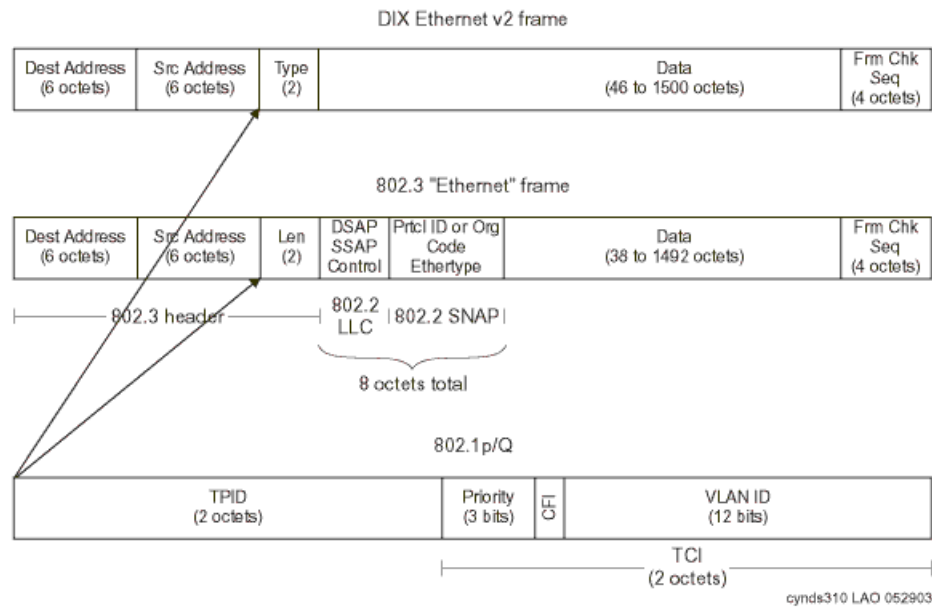 DIX Ethernet v2 frame
Dest Address
(6 octets)
Src Address
(6 octets)
Type
(2)
Data
(46 to 1500 octets)
Frm Chk
Seq
(4 octets)
802.3 "Ethernet" frame
Dest Address
(6 octets)
Src Address
(6 octets)
Len
(2)
DSAP
SSAP
Control
Prtcl ID or Org
Code
Ethertype
Data
(38 to 1492 octets)
Frm Chk
Seq
(4 octets)
802.3 header
802.2
LLC
802.2 SNAP
8 octets total
802.1p/Q
TPID
(2 octets)
Priority
(3 bits)
CFI
VLAN ID
(12 bits)
TCI
(2 octets)
cynds310 LAO 052903